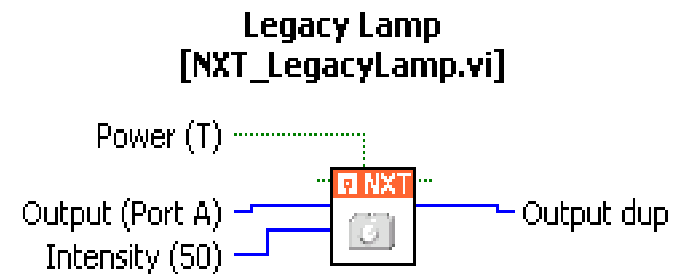 Legacy Lamp
[NXT_LegacyLamp.vi]
Power (T)
NXT
Output (Port A)
Output dup
Intensity (50)